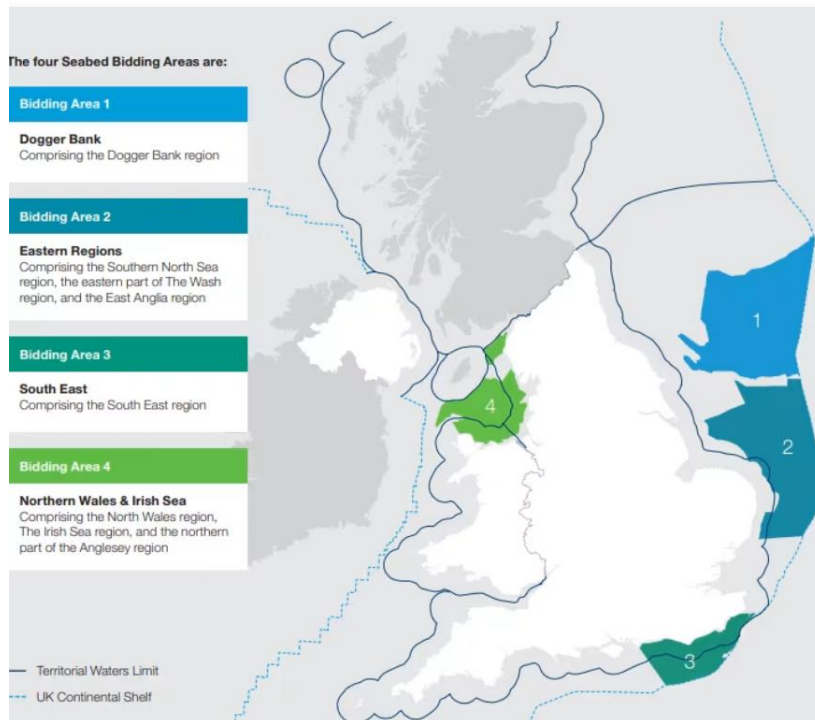 The four Seabed Bidding Areas are:
Bidding Area 1
Dogger Bank
Comprising the Dogger Bank region
Bidding Area 2
Eastern Regions
Comprising the Southern North Sea
region, the eastern part of The Wash
region, and the East Anglia region
Bidding Area 3
South East
Comprising the South East region
Bidding Area 4
Northern Wales & Irish Sea
Comprising the North Wales region,
The Irish Sea region, and the northern
part of the Anglesey region
Territorial Waters Limit
UK Continental Shelf
1
2
3
4